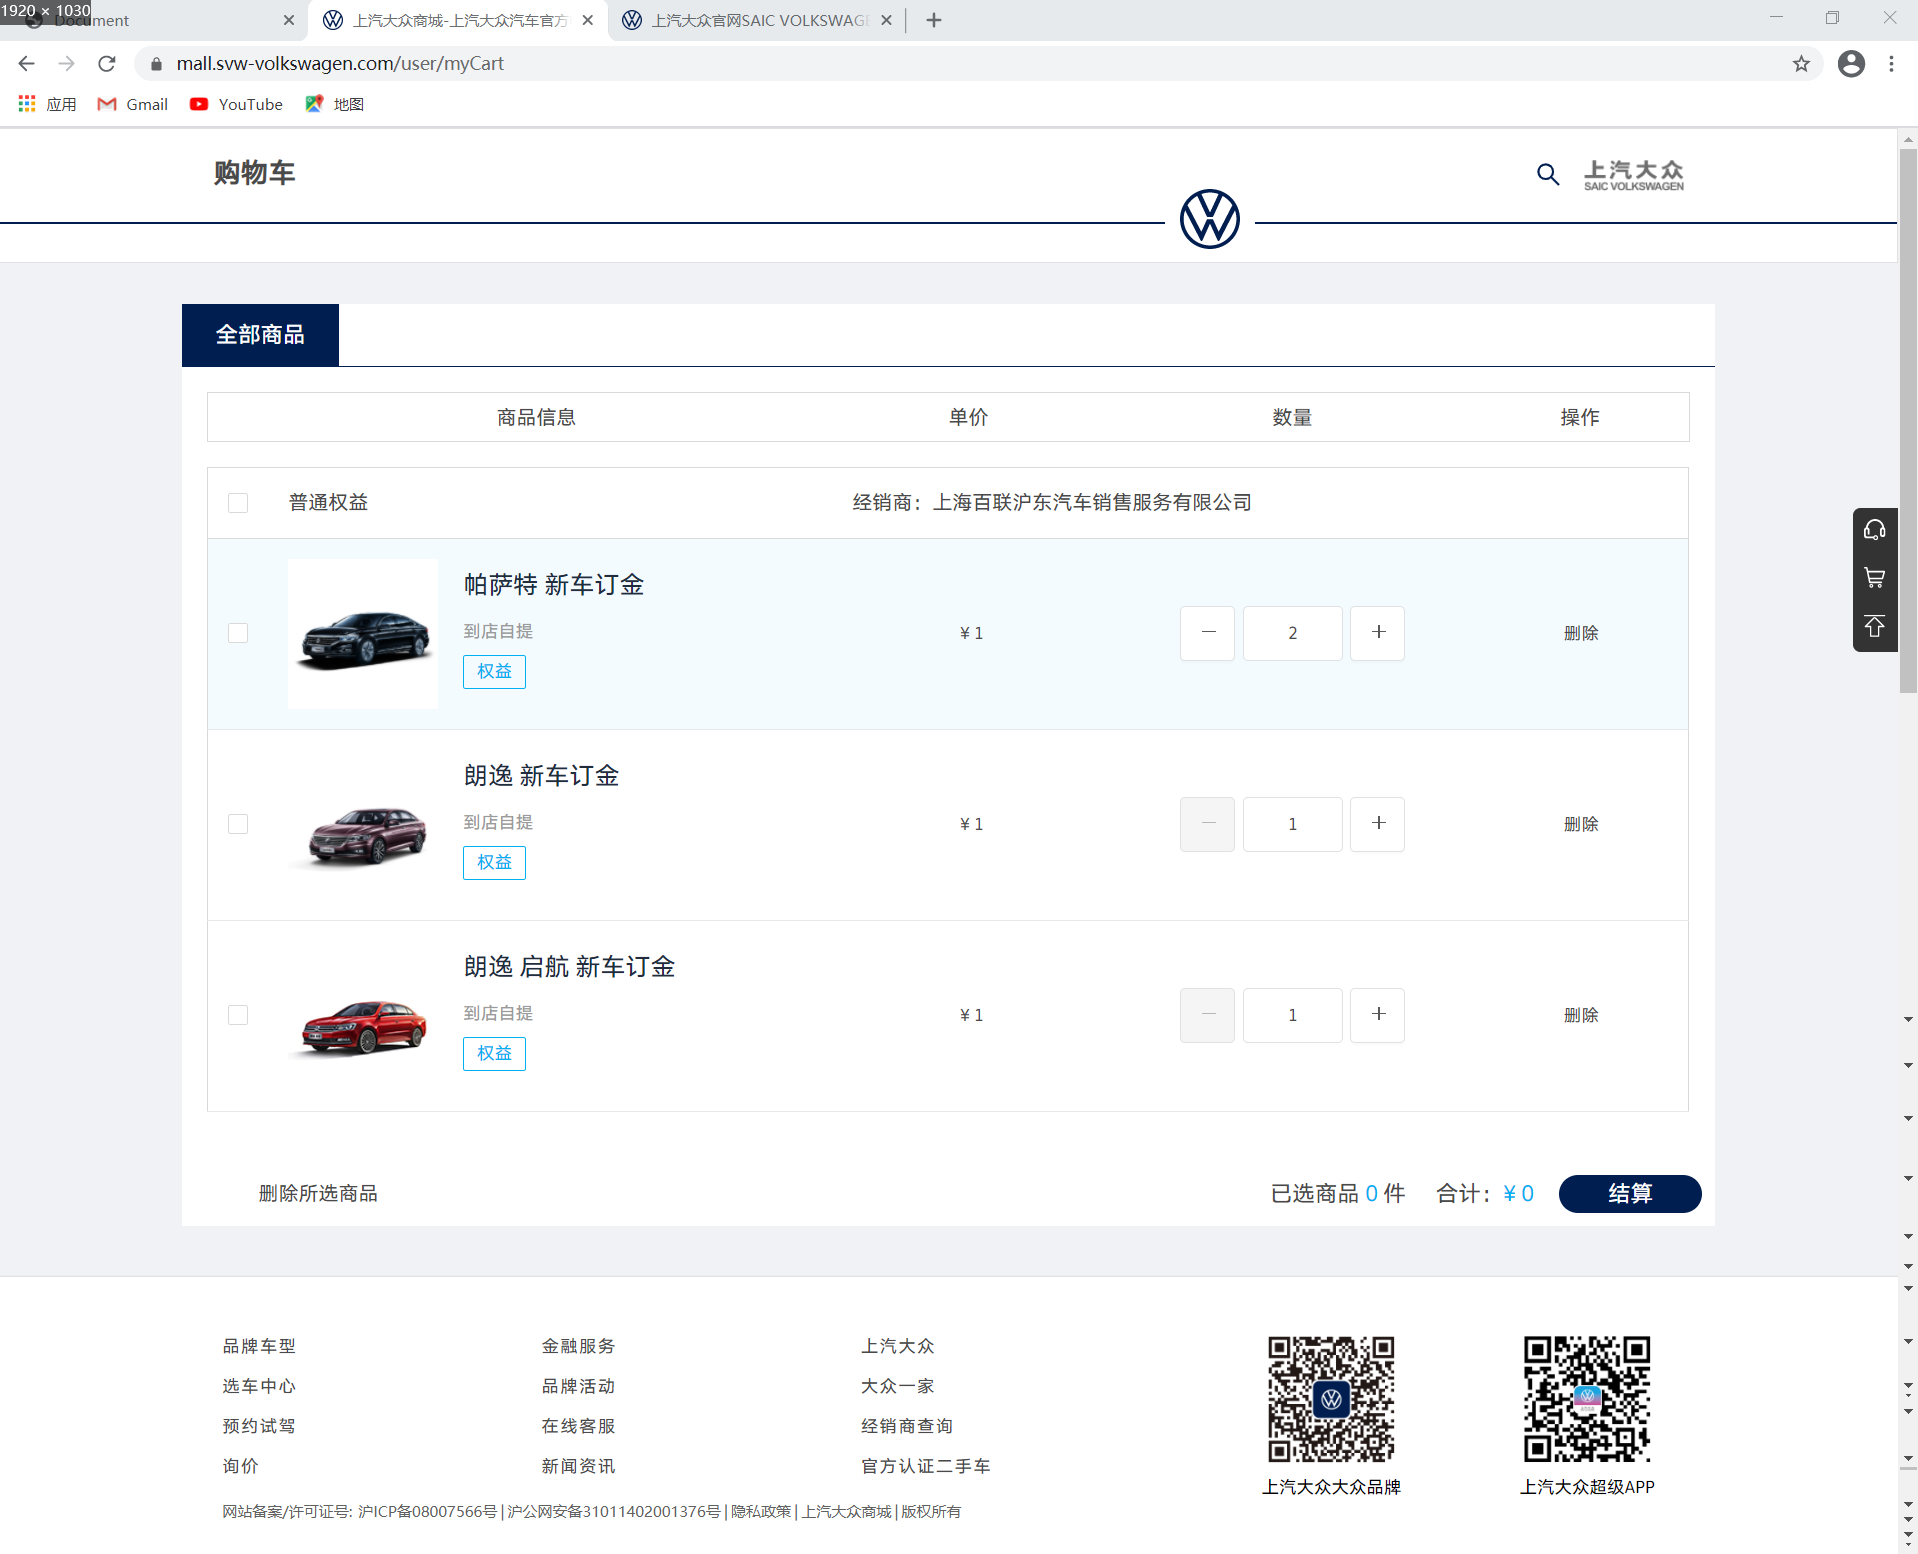 1920 × 1030
Document
上汽大众商城-上汽大众汽车官方
上汽大众官网SAIC VOLKSWAGE
mall.svw-volkswagen.com/user/myCart
应用
Gmail
YouTube
地图
购物车
上汽大众
SAIC VOLKSWAGEN
全部商品
商品信息
单价
数量
操作
普通权益
经销商：上海百联沪东汽车销售服务有限公司
帕萨特 新车订金
到店自提
权益
¥ 1
2
删除
朗逸 新车订金
到店自提
权益
¥ 1
1
删除
朗逸 启航 新车订金
到店自提
权益
¥ 1
1
删除
删除所选商品
已选商品 0 件
合计：¥ 0
结算
品牌车型
金融服务
上汽大众
选车中心
品牌活动
大众一家
预约试驾
在线客服
经销商查询
询价
新闻资讯
官方认证二手车
上汽大众大众品牌
上汽大众超级APP
网站备案/许可证号: 沪ICP备08007566号 | 沪公网安备31011402001376号 | 隐私政策 | 上汽大众商城 | 版权所有